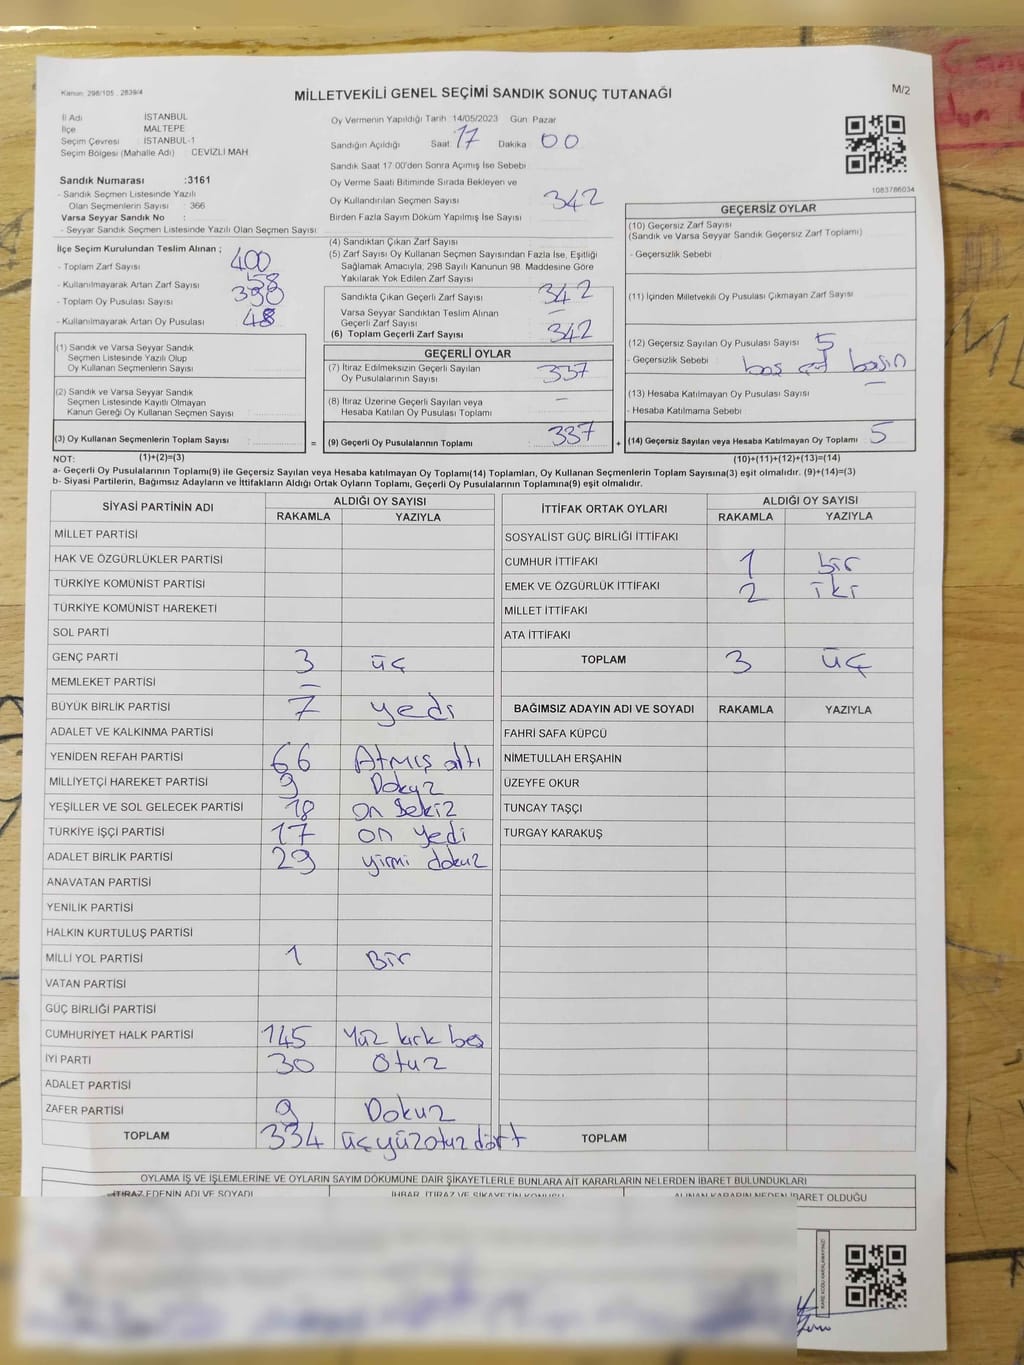 Kanun: 298/105 , 2839/4
MİLLETVEKİLİ GENEL SEÇİMİ SANDIK SONUÇ TUTANAĞI
M/2
İl Adı İSTANBUL
İlçe MALTEPE
Seçim Çevresi İSTANBUL-1
Seçim Bölgesi (Mahalle Adı) CEVİZLİ MAH
Sandık Numarası :3161
- Sandık Seçmen Listesinde Yazılı
Olan Seçmenlerin Sayısı : 366
Varsa Seyyar Sandık No :
- Seyyar Sandık Seçmen Listesinde Yazılı Olan Seçmen Sayısı :
Oy Vermenin Yapıldığı Tarih 14/05/2023 Gün Pazar
Sandığın Açıldığı Saat 17 Dakika 00
Sandık Saat 17.00'den Sonra Açımış İse Sebebi
Oy Verme Saati Bitiminde Sırada Bekleyen ve
Oy Kullandırılan Seçmen Sayısı 342
Birden Fazla Sayım Döküm Yapılmış İse Sayısı
1083786034
İlçe Seçim Kurulundan Teslim Alınan ;
- Toplam Zarf Sayısı 400
- Kullanılmayarak Artan Zarf Sayısı 58
- Toplam Oy Pusulası Sayısı 390
- Kullanılmayarak Artan Oy Pusulası 48
(4) Sandıktan Çıkan Zarf Sayısı
(5) Zarf Sayısı Oy Kullanan Seçmen Sayısından Fazla İse, Eşitliği
Sağlamak Amacıyla, 298 Sayılı Kanunun 98. Maddesine Göre
Yakılarak Yok Edilen Zarf Sayısı
Sandıkta Çıkan Geçerli Zarf Sayısı 342
Varsa Seyyar Sandıktan Teslim Alınan
Geçerli Zarf Sayısı –
(6) Toplam Geçerli Zarf Sayısı 342
GEÇERSİZ OYLAR
(10) Geçersiz Zarf Sayısı
(Sandık ve Varsa Seyyar Sandık Geçersiz Zarf Toplamı)
- Geçersizlik Sebebi
(11) İçinden Milletvekili Oy Pusulası Çıkmayan Zarf Sayısı
(12) Geçersiz Sayılan Oy Pusulası Sayısı 5
- Geçersizlik Sebebi boş basın
(13) Hesaba Katılmayan Oy Pusulası Sayısı –
- Hesaba Katılmama Sebebi
(14) Geçersiz Sayılan veya Hesaba Katılmayan Oy Toplamı 5
(10)+(11)+(12)+(13)=(14)
(1) Sandık ve Varsa Seyyar Sandık
Seçmen Listesinde Yazılı Olup
Oy Kullanan Seçmenlerin Sayısı
(2) Sandık ve Varsa Seyyar Sandık
Seçmen Listesinde Kayıtlı Olmayan
Kanun Gereği Oy Kullanan Seçmen Sayısı
(3) Oy Kullanan Seçmenlerin Toplam Sayısı :
(1)+(2)=(3)
=
GEÇERLİ OYLAR
(7) İtiraz Edilmeksizin Geçerli Sayılan
Oy Pusulalarının Sayısı 337
(8) İtiraz Üzerine Geçerli Sayılan veya
Hesaba Katılan Oy Pusulası Toplamı –
(9) Geçerli Oy Pusulalarının Toplamı 337
+
NOT:
a- Geçerli Oy Pusulalarının Toplamı(9) ile Geçersiz Sayılan veya Hesaba katılmayan Oy Toplamı(14) Toplamları, Oy Kullanan Seçmenlerin Toplam Sayısına(3) eşit olmalıdır. (9)+(14)=(3)
b- Siyasi Partilerin, Bağımsız Adayların ve İttifakların Aldığı Ortak Oyların Toplamı, Geçerli Oy Pusulalarının Toplamına(9) eşit olmalıdır.
SİYASİ PARTİNİN ADI ALDIĞI OY SAYISI
RAKAMLA YAZIYLA
MİLLET PARTİSİ
HAK VE ÖZGÜRLÜKLER PARTİSİ
TÜRKİYE KOMÜNİST PARTİSİ
TÜRKİYE KOMÜNİST HAREKETİ
SOL PARTİ
GENÇ PARTİ 3 üç
MEMLEKET PARTİSİ –
BÜYÜK BİRLİK PARTİSİ 7 yedi
ADALET VE KALKINMA PARTİSİ
YENİDEN REFAH PARTİSİ 66 Atmış altı
MİLLİYETÇİ HAREKET PARTİSİ 9 Dokuz
YEŞİLLER VE SOL GELECEK PARTİSİ 18 on sekiz
TÜRKİYE İŞÇİ PARTİSİ 17 on yedi
ADALET BİRLİK PARTİSİ 29 yirmi dokuz
ANAVATAN PARTİSİ
YENİLİK PARTİSİ
HALKIN KURTULUŞ PARTİSİ
MİLLİ YOL PARTİSİ 1 Bir
VATAN PARTİSİ
GÜÇ BİRLİĞİ PARTİSİ
CUMHURİYET HALK PARTİSİ 145 Yüz kırk beş
İYİ PARTİ 30 Otuz
ADALET PARTİSİ
ZAFER PARTİSİ 9 Dokuz
TOPLAM 334 üçyüzotuzdört
İTTİFAK ORTAK OYLARI ALDIĞI OY SAYISI
RAKAMLA YAZIYLA
SOSYALİST GÜÇ BİRLİĞİ İTTİFAKI
CUMHUR İTTİFAKI 1 bir
EMEK VE ÖZGÜRLÜK İTTİFAKI 2 iki
MİLLET İTTİFAKI
ATA İTTİFAKI
TOPLAM 3 üç
BAĞIMSIZ ADAYIN ADI VE SOYADI RAKAMLA YAZIYLA
FAHRİ SAFA KÜPCÜ
NİMETULLAH ERŞAHİN
ÜZEYFE OKUR
TUNCAY TAŞÇI
TURGAY KARAKUŞ
TOPLAM
OYLAMA İŞ VE İŞLEMLERİNE VE OYLARIN SAYIM DÖKÜMÜNE DAİR ŞİKAYETLERLE BUNLARA AİT KARARLARIN NELERDEN İBARET BULUNDUKLARI
İTİRAZ EDENİN ADI VE SOYADI İHBAR, İTİRAZ VE ŞİKAYETİN KONUSU ALINAN KARARIN NEDEN İBARET OLDUĞU